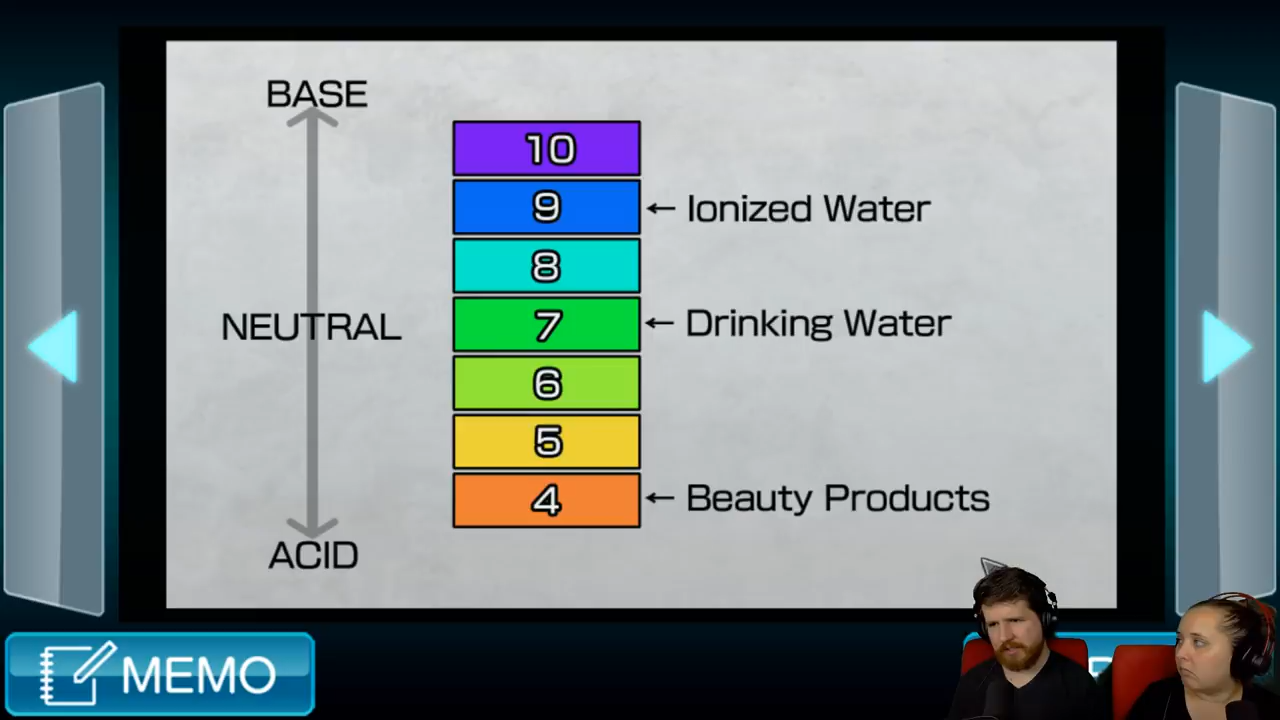 BASE
10
9
← Ionized Water
8
NEUTRAL
7
← Drinking Water
6
5
4
← Beauty Products
ACID
MEMO